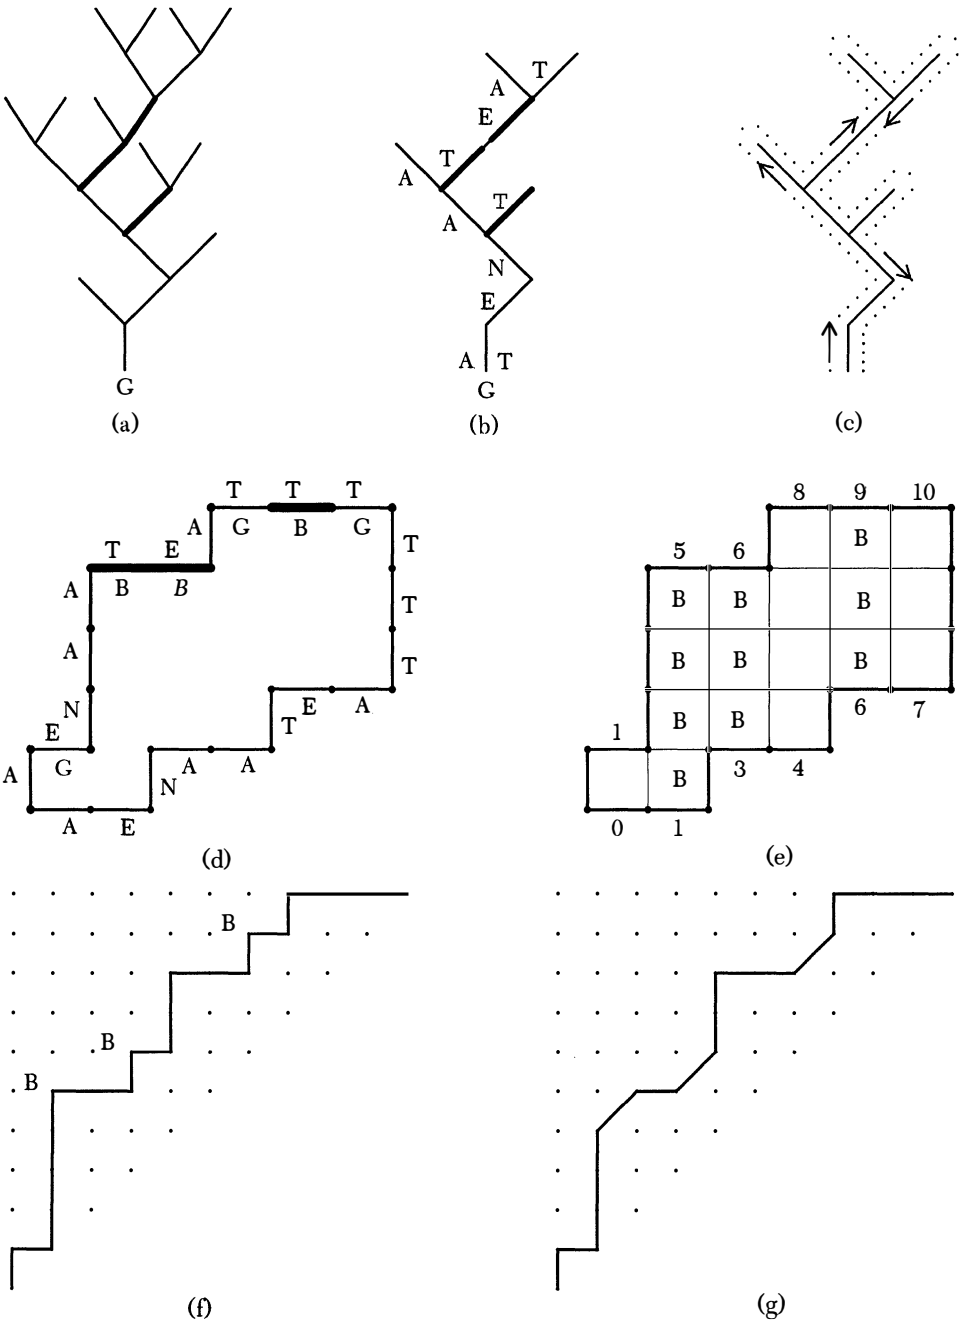 G
(a)
A T
E
T
A
T
A
N
E
A T
G
(b)
(c)
T T T
A G B G
T E
A B B
T
A
T
N
T
E
A G
E A
T
N A A
A E
(d)
8 9 10
B
5 6
B B B
B B B
B B
6 7
1
B
3 4
0 1
(e)
B
B
B
(f)
(g)